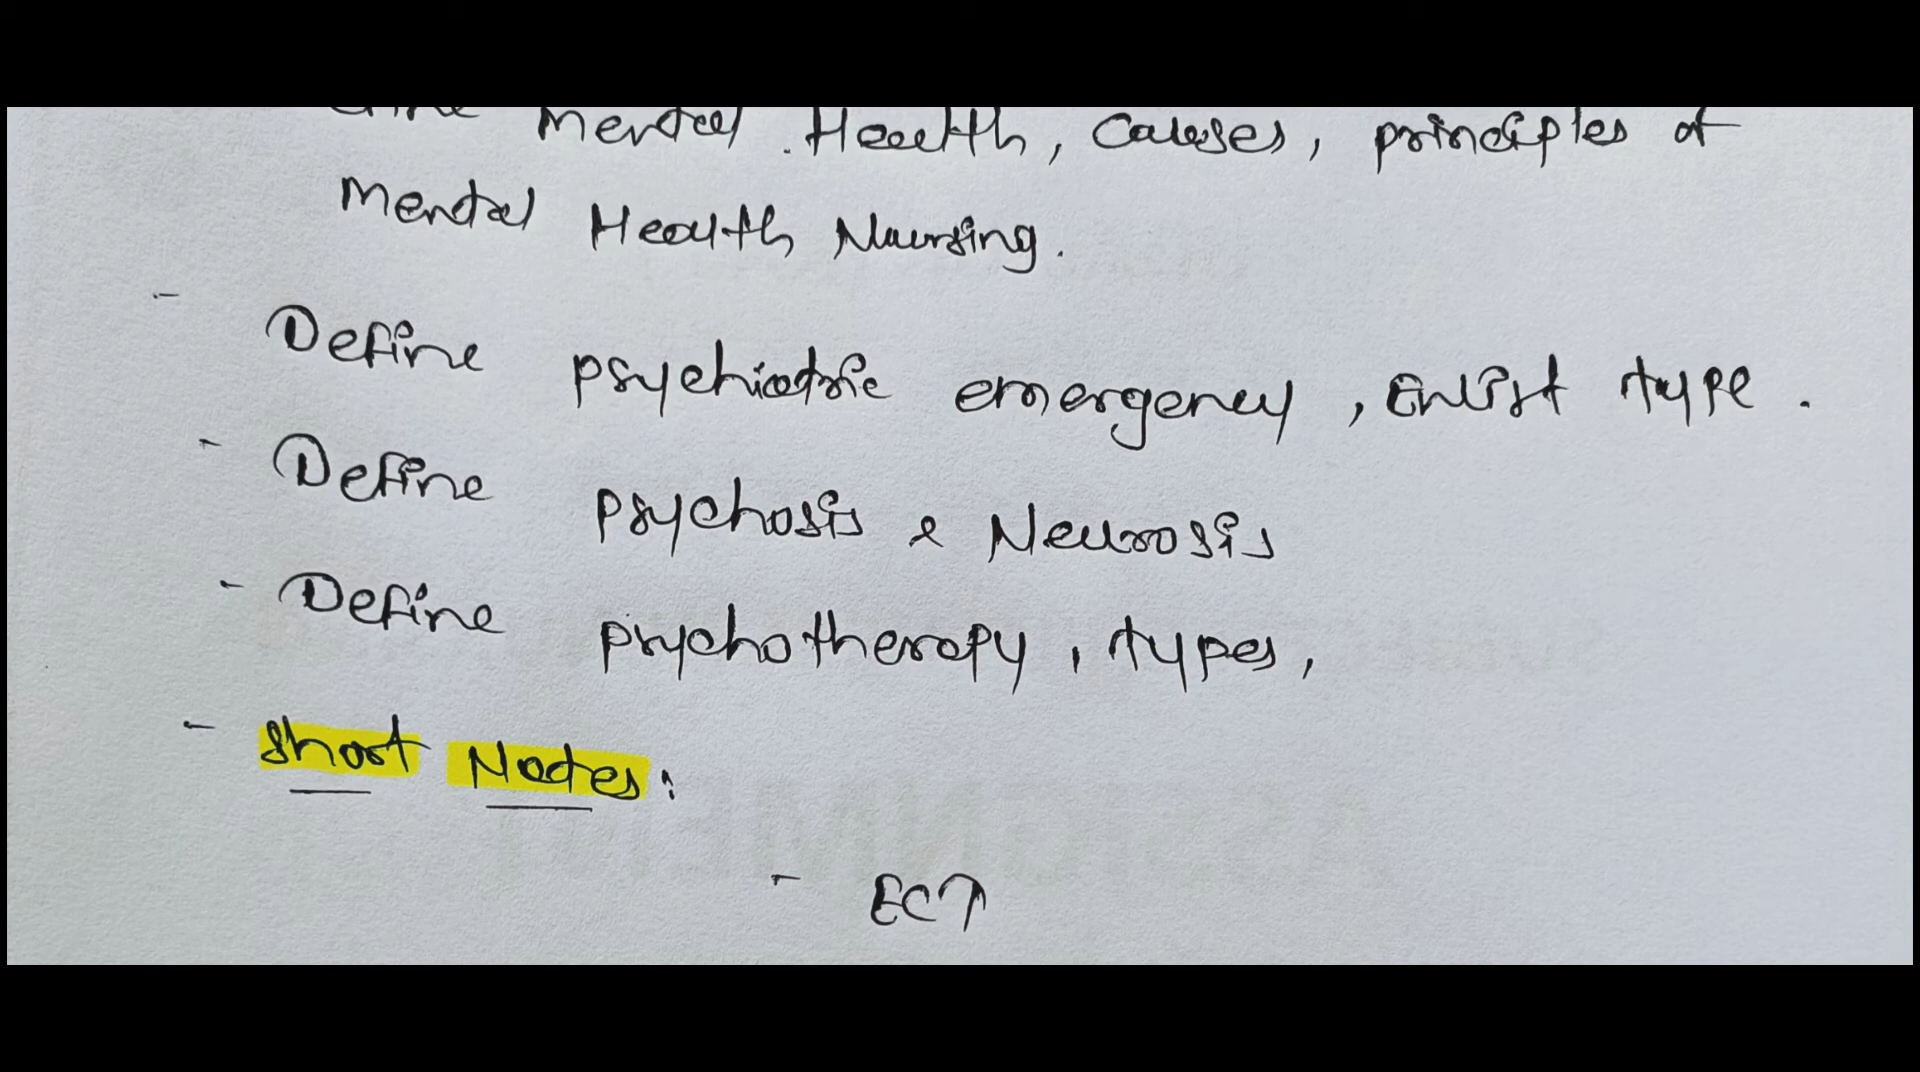 Mental Health, Causes, principles of
Mental Health Nursing.
- Define psychiatric emergency, Enlist type.
- Define psychosis & Neurosis
- Define psychotherapy, types,
- Short Notes:
- ECT